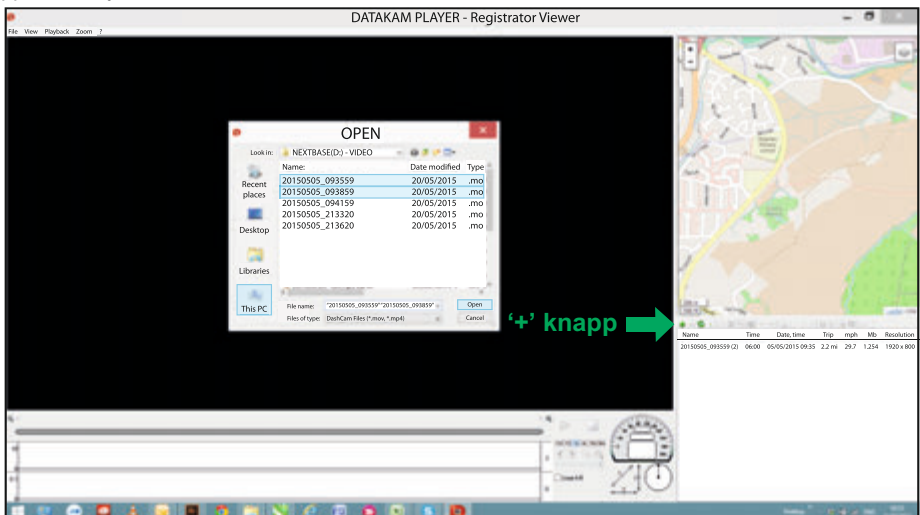 DATAKAM PLAYER - Registrator Viewer
File View Playback Zoom ?
OPEN
Look in: NEXTBASE(D:) - VIDEO
Name: Date modified Type
20150505_093559 20/05/2015 .mo
20150505_093859 20/05/2015 .mo
20150505_094159 20/05/2015 .mo
20150505_213320 20/05/2015 .mo
20150505_213620 20/05/2015 .mo
Recent places
Desktop
Libraries
This PC
File name: "20150505_093559""20150505_093859" Open
Files of type: DashCam Files (*.mov, *.mp4) Cancel
'+' knapp
Name Time Date, time Trip mph Mb Resolution
20150505_093559 (2) 06:00 05/05/2015 09:35 2.2 mi 29.7 1.254 1920 x 800